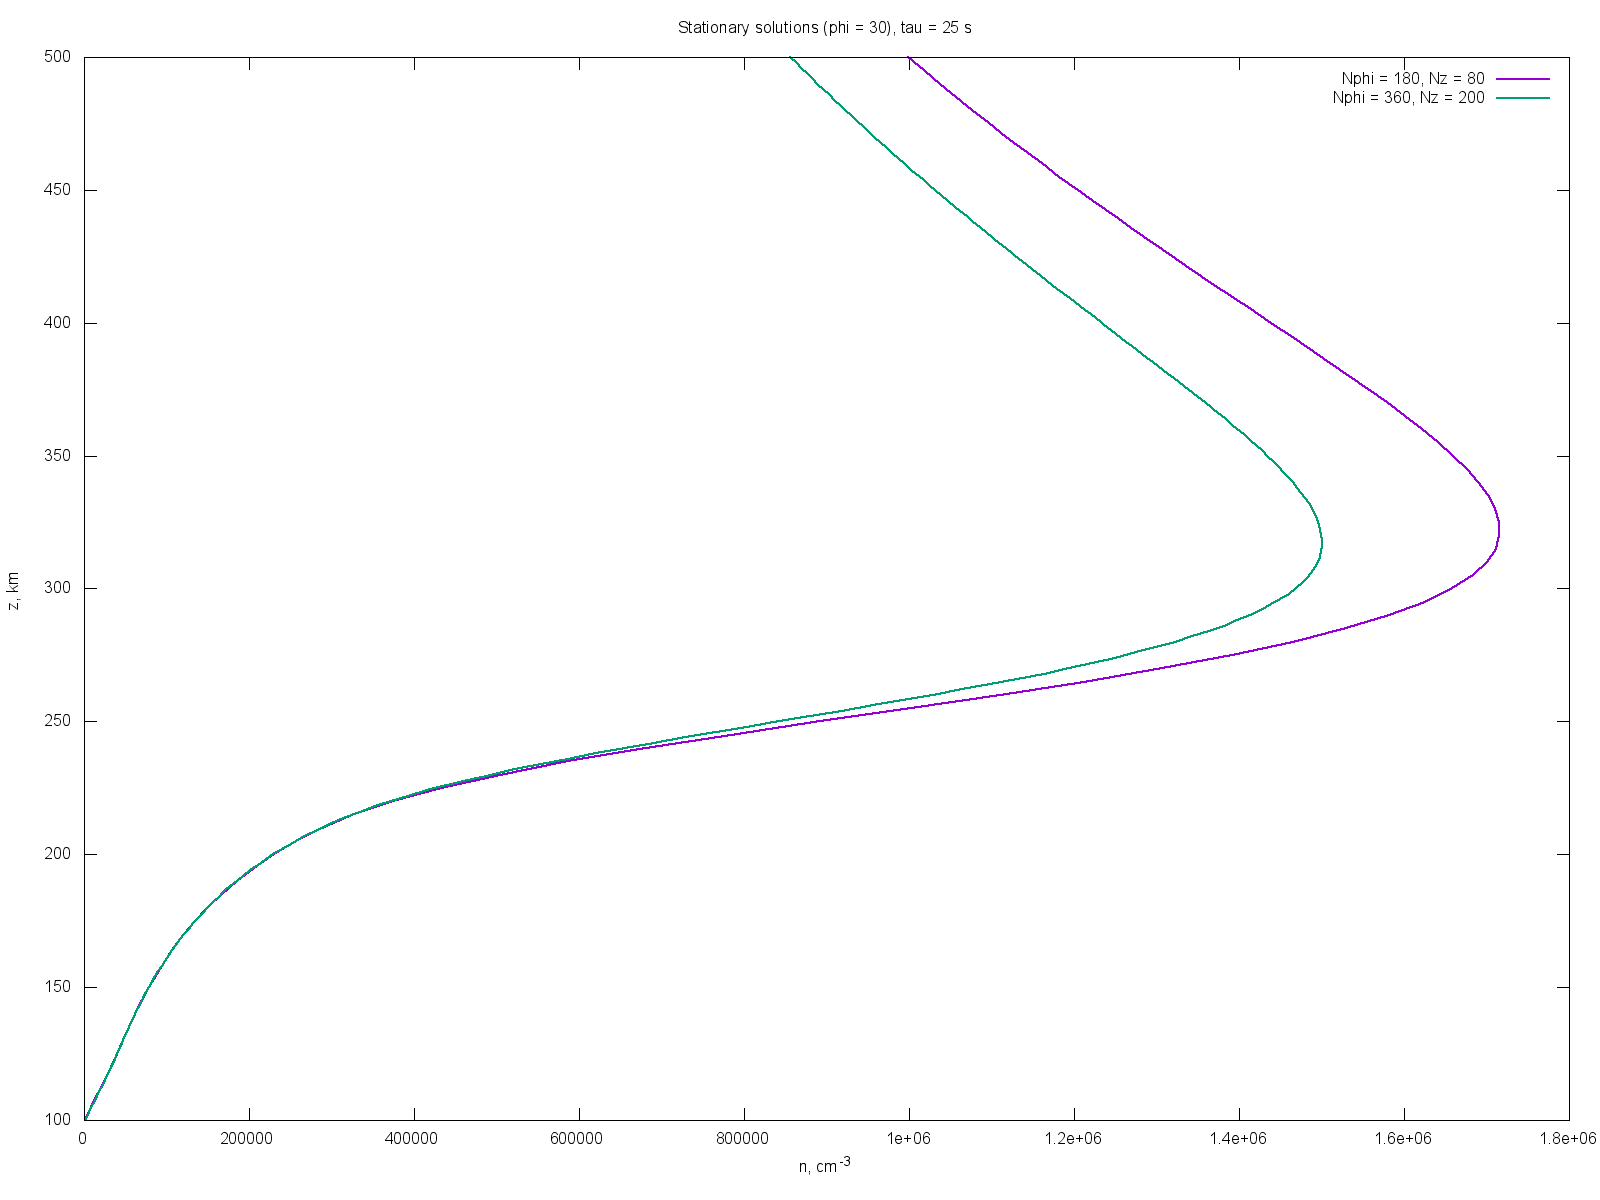 Stationary solutions (phi = 30), tau = 25 s
Nphi = 180, Nz = 80
Nphi = 360, Nz = 200
500
450
400
350
300
250
200
150
100
z, km
0
200000
400000
600000
800000
1e+06
1.2e+06
1.4e+06
1.6e+06
1.8e+06
n, cm-3